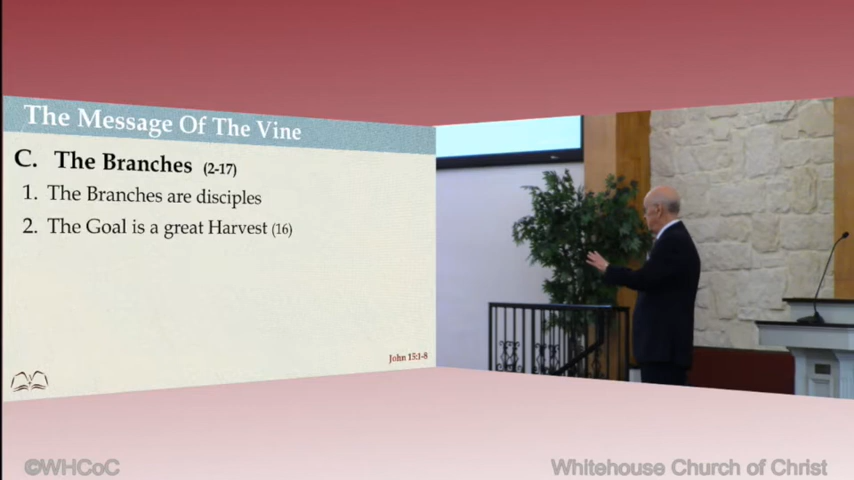 The Message Of The Vine
C. The Branches (2-17)
1. The Branches are disciples
2. The Goal is a great Harvest (16)
John 15:1-8
©WHCoC
Whitehouse Church of Christ